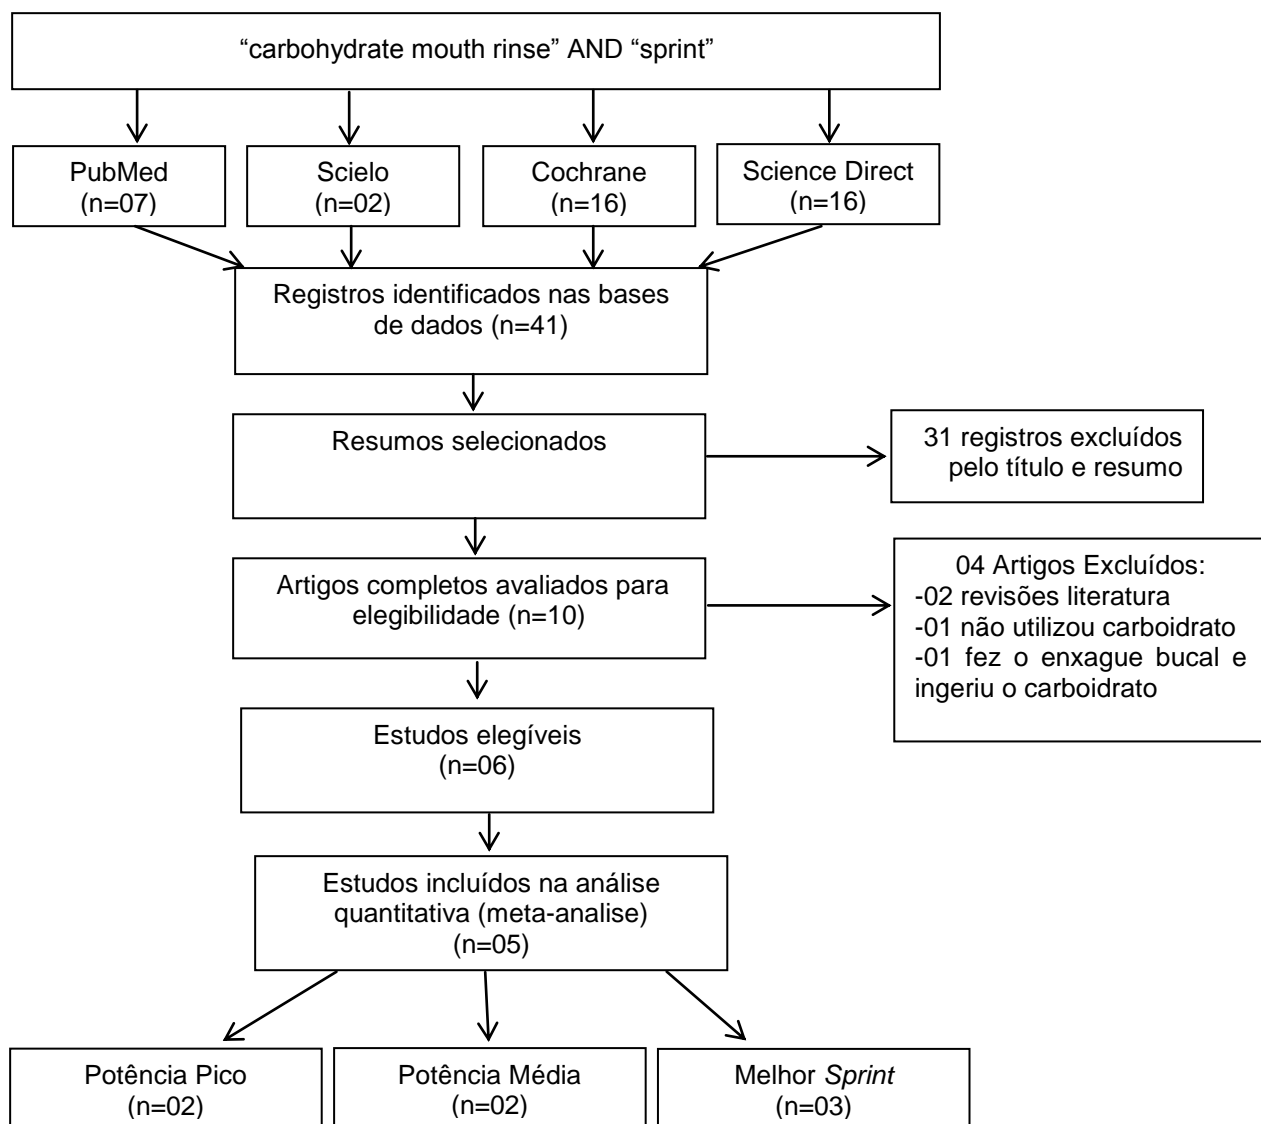 “carbohydrate mouth rinse” AND “sprint”
PubMed
(n=07)
Scielo
(n=02)
Cochrane
(n=16)
Science Direct
(n=16)
Registros identificados nas bases
de dados (n=41)
Resumos selecionados
31 registros excluídos
pelo título e resumo
Artigos completos avaliados para
elegibilidade (n=10)
04 Artigos Excluídos:
-02 revisões literatura
-01 não utilizou carboidrato
-01 fez o enxague bucal e
ingeriu o carboidrato
Estudos elegíveis
(n=06)
Estudos incluídos na análise
quantitativa (meta-analise)
(n=05)
Potência Pico
(n=02)
Potência Média
(n=02)
Melhor Sprint
(n=03)